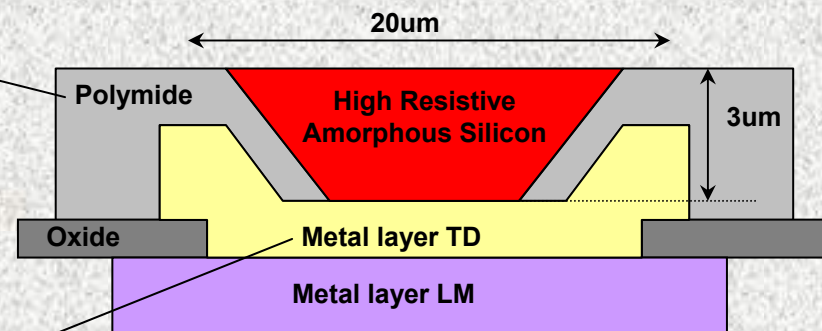 20um
Polymide
High Resistive
Amorphous Silicon
3um
Oxide
Metal layer TD
Metal layer LM